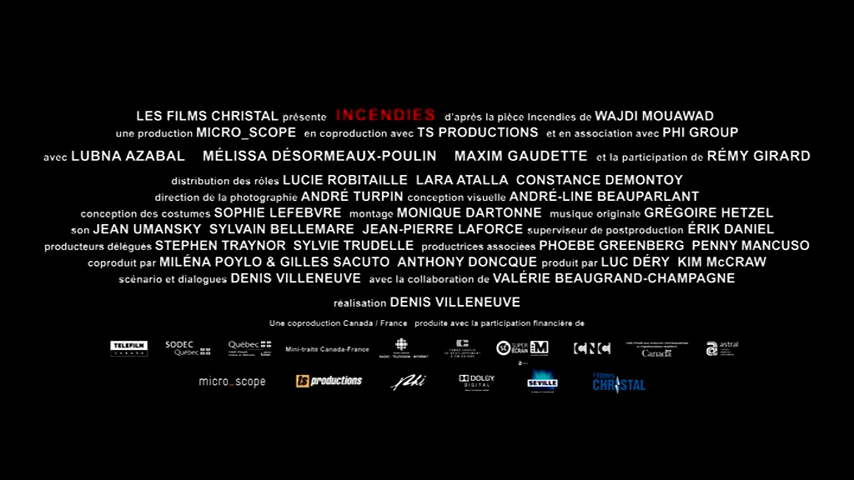 LES FILMS CHRISTAL présente INCENDIES d'après la pièce Incendies de WAJDI MOUAWAD
une production MICRO_SCOPE en coproduction avec TS PRODUCTIONS et en association avec PHI GROUP
avec LUBNA AZABAL MÉLISSA DÉSORMEAUX-POULIN MAXIM GAUDETTE et la participation de RÉMY GIRARD
distribution des rôles LUCIE ROBITAILLE LARA ATALLA CONSTANCE DEMONTOY
direction de la photographie ANDRÉ TURPIN conception visuelle ANDRÉ-LINE BEAUPARLANT
conception des costumes SOPHIE LEFEBVRE montage MONIQUE DARTONNE musique originale GRÉGOIRE HETZEL
son JEAN UMANSKY SYLVAIN BELLEMARE JEAN-PIERRE LAFORCE superviseur de postproduction ÉRIK DANIEL
producteurs délégués STEPHEN TRAYNOR SYLVIE TRUDELLE productrices associées PHOEBE GREENBERG PENNY MANCUSO
coproduit par MILÉNA POYLO & GILLES SACUTO ANTHONY DONCQUE produit par LUC DÉRY KIM McCRAW
scénario et dialogues DENIS VILLENEUVE avec la collaboration de VALÉRIE BEAUGRAND-CHAMPAGNE
réalisation DENIS VILLENEUVE
Une coproduction Canada / France produite avec la participation financière de
TELEFILM CANADA SODEC Québec Québec Mini-traité Canada-France SUPER ÉCRAN CNC Canada astral
micro_scope ts productions Phi DOLBY DIGITAL SEVILLE CHRISTAL